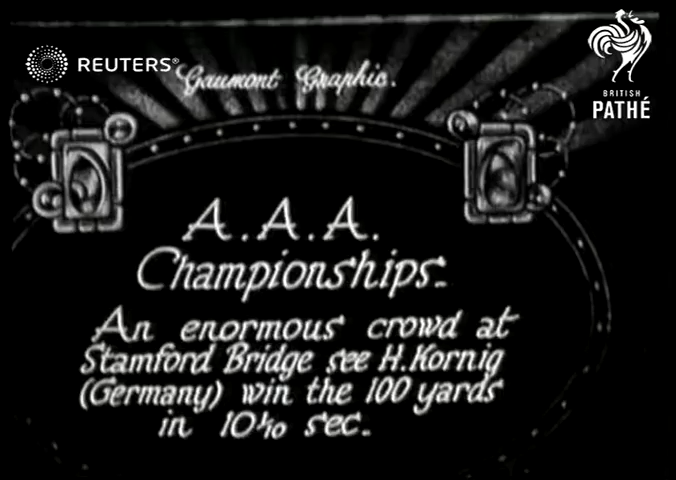 REUTERS®
BRITISH
PATHÉ
Gaumont Graphic.
A.A.A.
Championships.
An enormous crowd at
Stamford Bridge see H. Kornig
(Germany) win the 100 yards
in 10 1/10 sec.